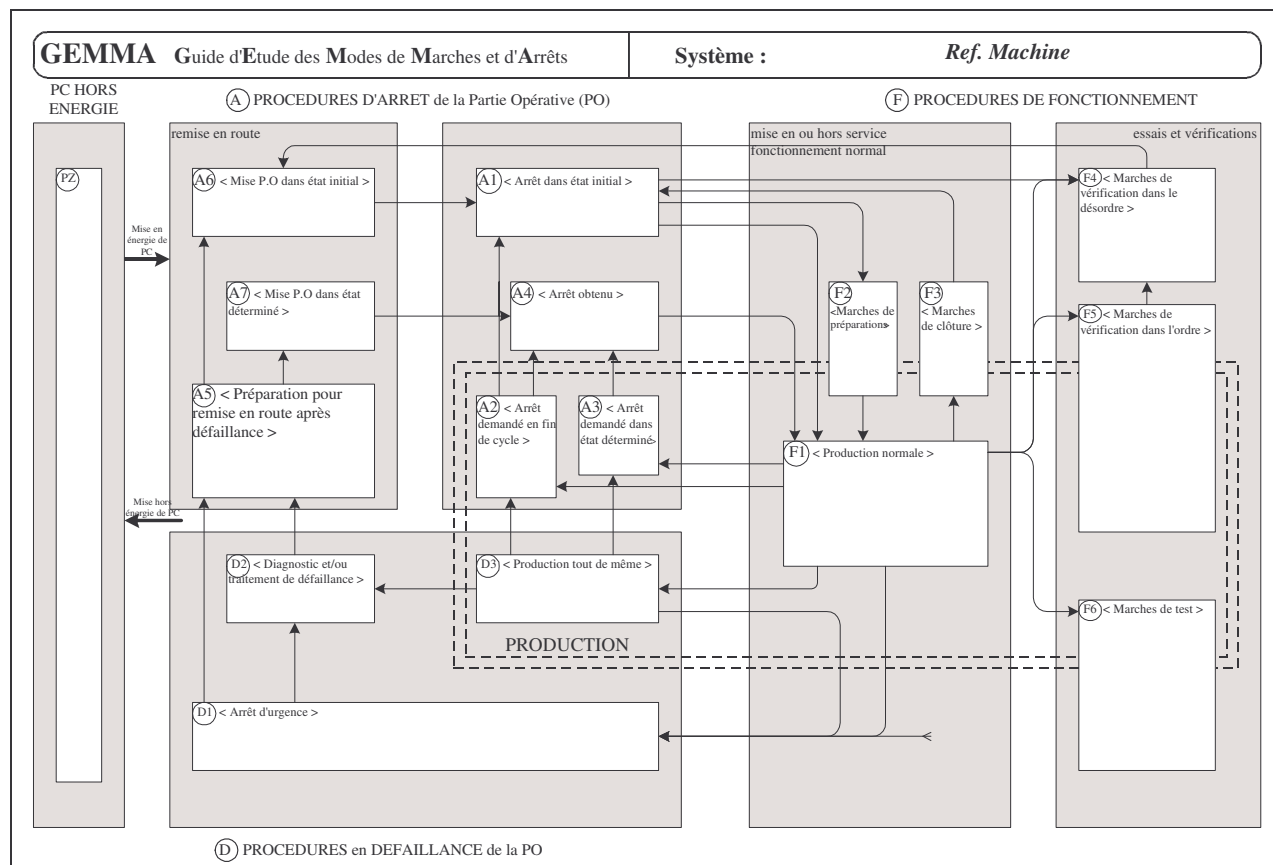 GEMMA Guide d'Etude des Modes de Marches et d'Arrêts
Système :
Ref. Machine
PC HORS
ENERGIE
A PROCEDURES D'ARRET de la Partie Opérative (PO)
F PROCEDURES DE FONCTIONNEMENT
remise en route
mise en ou hors service
fonctionnement normal
essais et vérifications
PZ
A6 < Mise P.O dans état initial >
A1 < Arrêt dans état initial >
F4 < Marches de
vérification dans le
désordre >
Mise en
énergie de
PC
A7 < Mise P.O dans état
déterminé >
A4 < Arrêt obtenu >
F2
<Marches de
préparation>
F3
< Marches
de clôture >
F5 < Marches de
vérification dans l'ordre >
A5 < Préparation pour
remise en route après
défaillance >
A2 < Arrêt
demandé en fin
de cycle >
A3 < Arrêt
demandé dans
état déterminé>
F1 < Production normale >
Mise hors
énergie de PC
D2 < Diagnostic et/ou
traitement de défaillance >
D3 < Production tout de même >
F6 < Marches de test >
PRODUCTION
D1 < Arrêt d'urgence >
D PROCEDURES en DEFAILLANCE de la PO